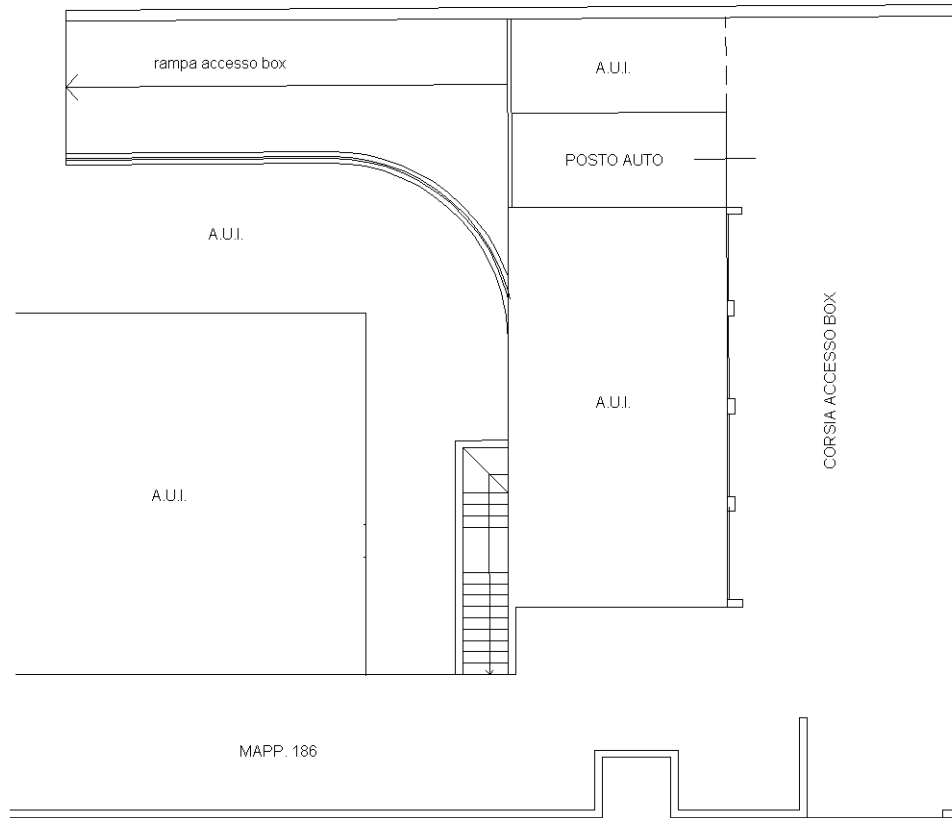 rampa accesso box
A.U.I.
POSTO AUTO
A.U.I.
A.U.I.
CORSIA ACCESSO BOX
A.U.I.
MAPP. 186